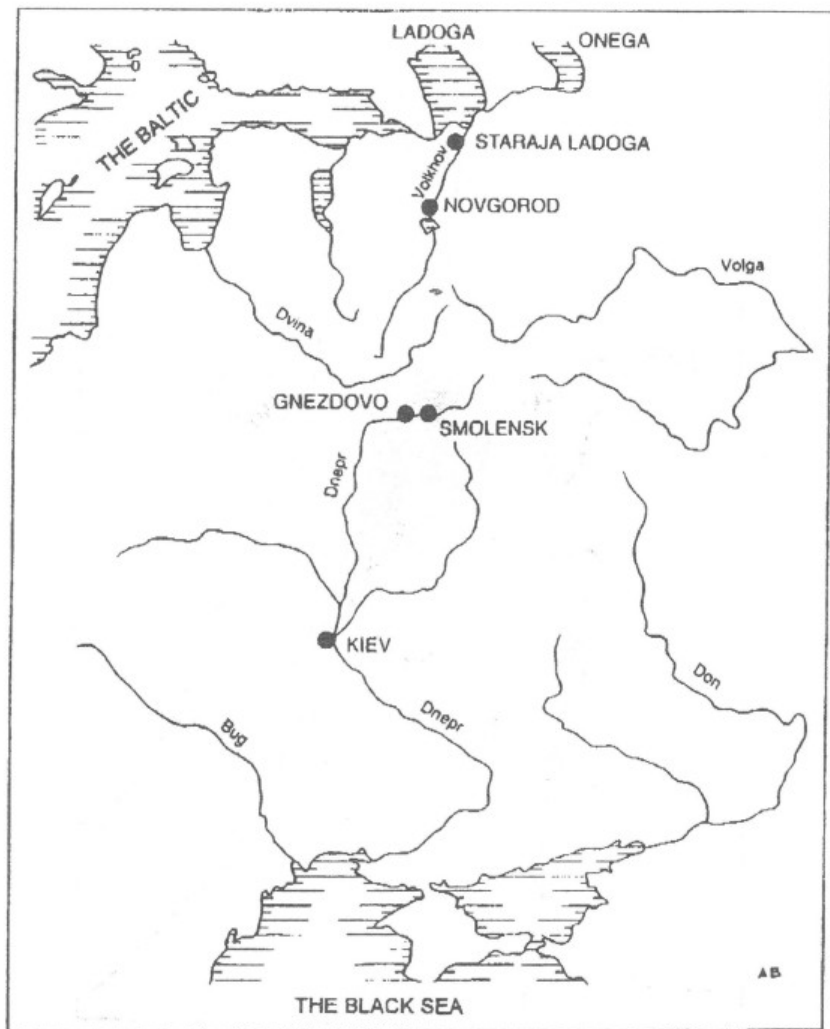 LADOGA
ONEGA
THE BALTIC
STARAJA LADOGA
Volkhov
NOVGOROD
Volga
Dvina
GNEZDOVO
SMOLENSK
Dnepr
KIEV
Don
Dnepr
Bug
AB
THE BLACK SEA